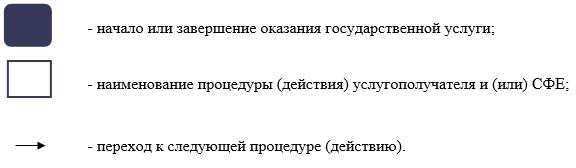 - начало или завершение оказания государственной услуги;
- наименование процедуры (действия) услугополучателя и (или) СФЕ;
- переход к следующей процедуре (действию).